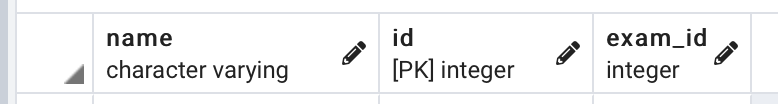 name id exam_id
character varying [PK] integer integer